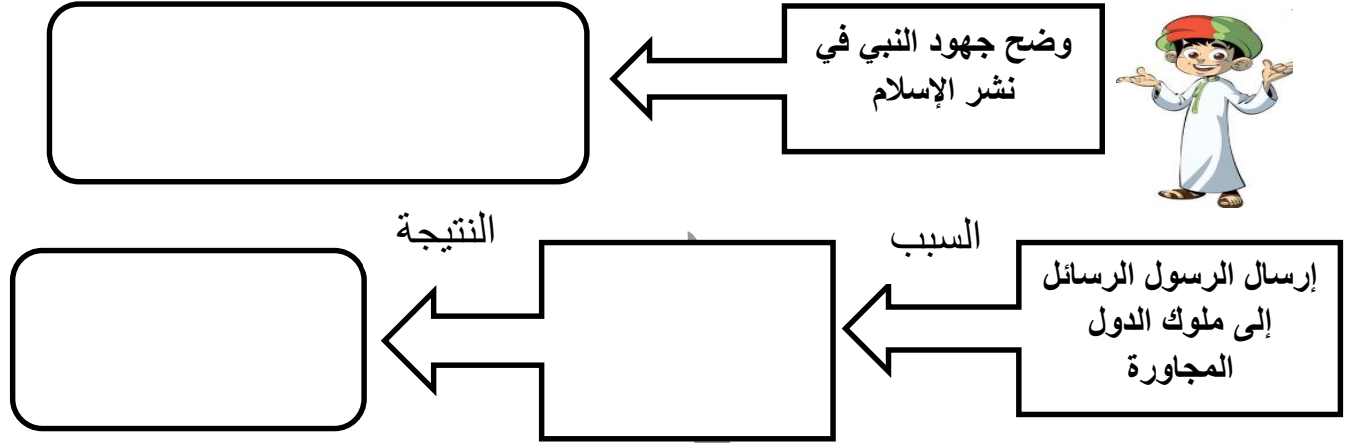 وضح جهود النبي في
نشر الإسلام
السبب
النتيجة
إرسال الرسول الرسائل
إلى ملوك الدول
المجاورة